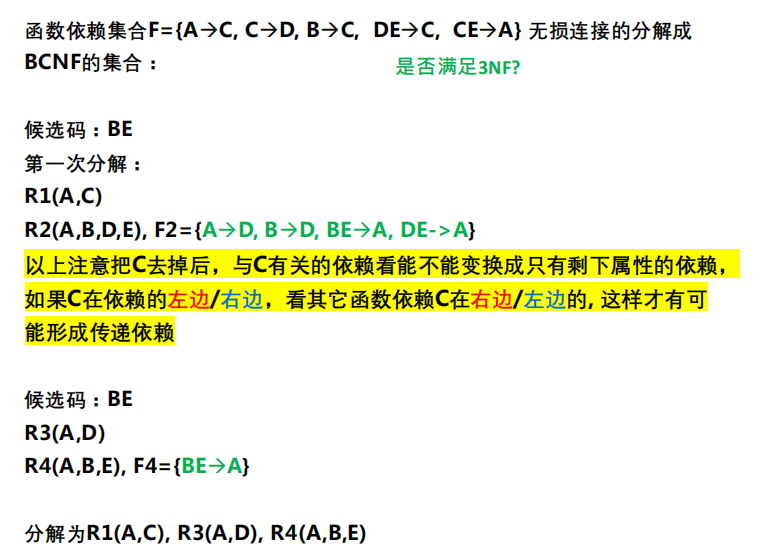 函数依赖集合F={A→C, C→D, B→C, DE→C, CE→A} 无损连接的分解成
BCNF的集合：
是否满足3NF?
候选码：BE
第一次分解：
R1(A,C)
R2(A,B,D,E), F2={A→D, B→D, BE→A, DE->A}
以上注意把C去掉后，与C有关的依赖看能不能变换成只有剩下属性的依赖，
如果C在依赖的左边/右边，看其它函数依赖C在右边/左边的, 这样才有可
能形成传递依赖
候选码：BE
R3(A,D)
R4(A,B,E), F4={BE→A}
分解为R1(A,C), R3(A,D), R4(A,B,E)